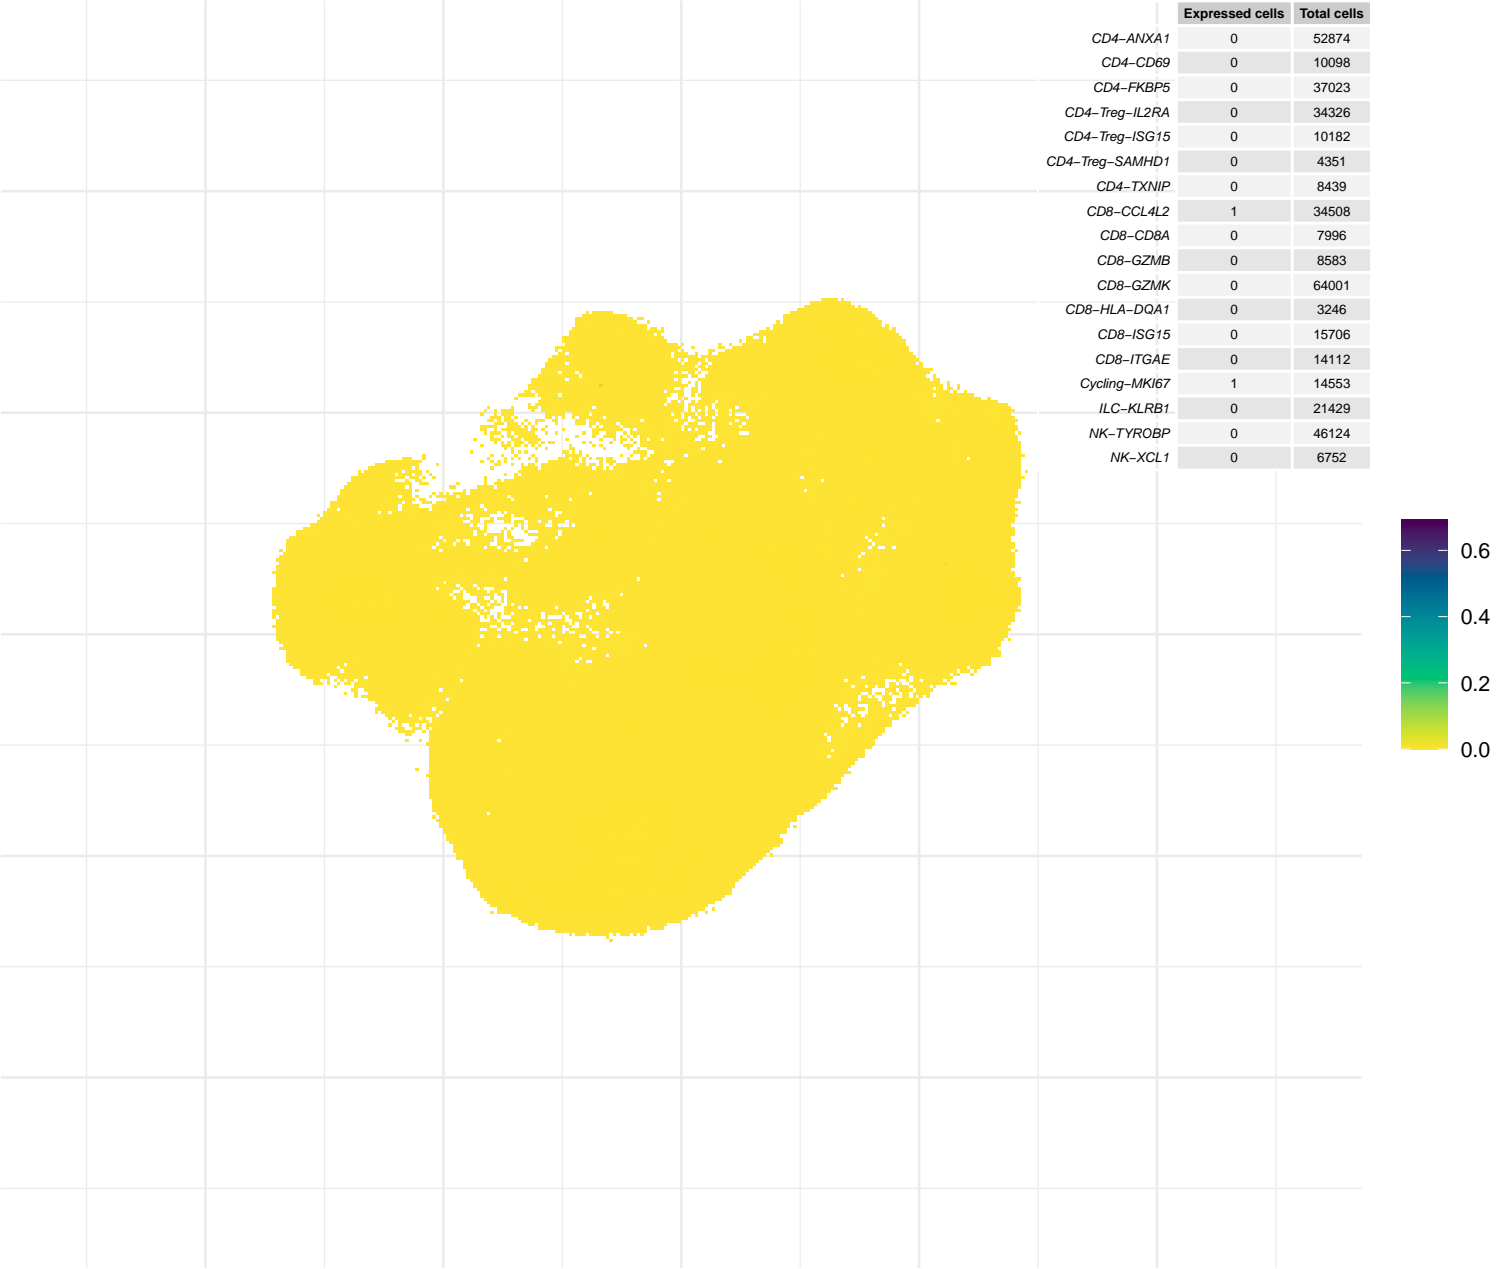 Expressed cells Total cells
CD4−ANXA1 0 52874
CD4−CD69 0 10098
CD4−FKBP5 0 37023
CD4−Treg−IL2RA 0 34326
CD4−Treg−ISG15 0 10182
CD4−Treg−SAMHD1 0 4351
CD4−TXNIP 0 8439
CD8−CCL4L2 1 34508
CD8−CD8A 0 7996
CD8−GZMB 0 8583
CD8−GZMK 0 64001
CD8−HLA−DQA1 0 3246
CD8−ISG15 0 15706
CD8−ITGAE 0 14112
Cycling−MKI67 1 14553
ILC−KLRB1 0 21429
NK−TYROBP 0 46124
NK−XCL1 0 6752
0.6
0.4
0.2
0.0